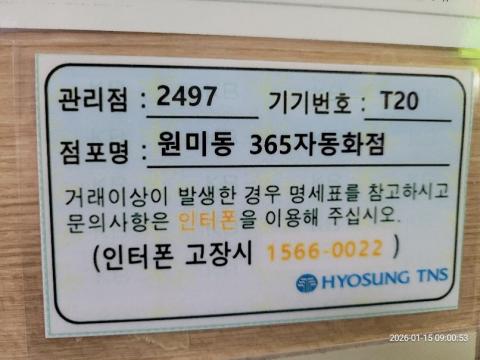 관리점 : 2497 기기번호 : T20
점포명 : 원미동 365자동화점
거래이상이 발생한 경우 명세표를 참고하시고
문의사항은 인터폰을 이용해 주십시오.
(인터폰 고장시 1566-0022 )
HYOSUNG TNS
2026-01-15 09:00:53